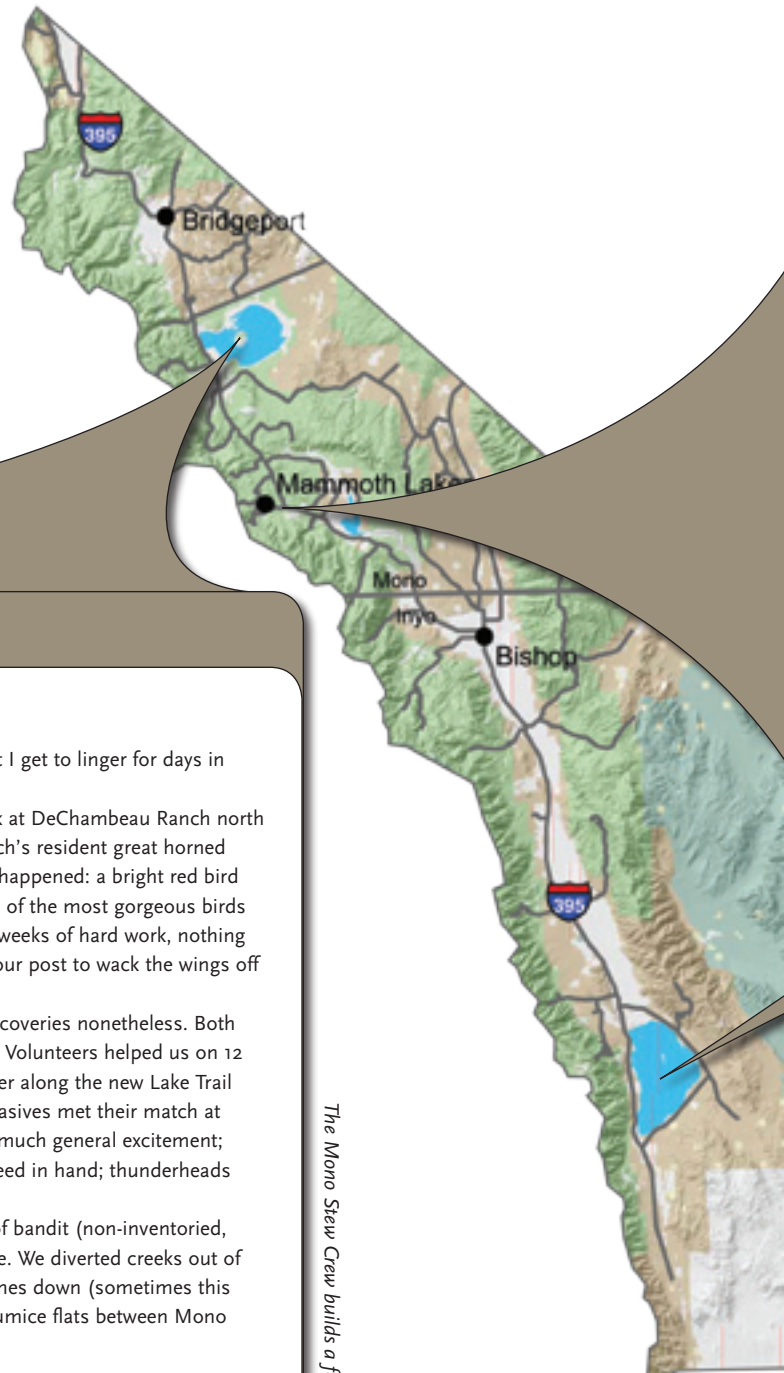 395
Bridgeport
Mammoth Lakes
Mono
Inyo
Bishop
395
t I get to linger for days in
k at DeChambeau Ranch north
ch's resident great horned
happened: a bright red bird
of the most gorgeous birds
weeks of hard work, nothing
our post to wack the wings off
coveries nonetheless. Both
Volunteers helped us on 12
er along the new Lake Trail
asives met their match at
much general excitement;
eed in hand; thunderheads
of bandit (non-inventoried,
e. We diverted creeks out of
nes down (sometimes this
umice flats between Mono
The Mono Stew Crew builds a f